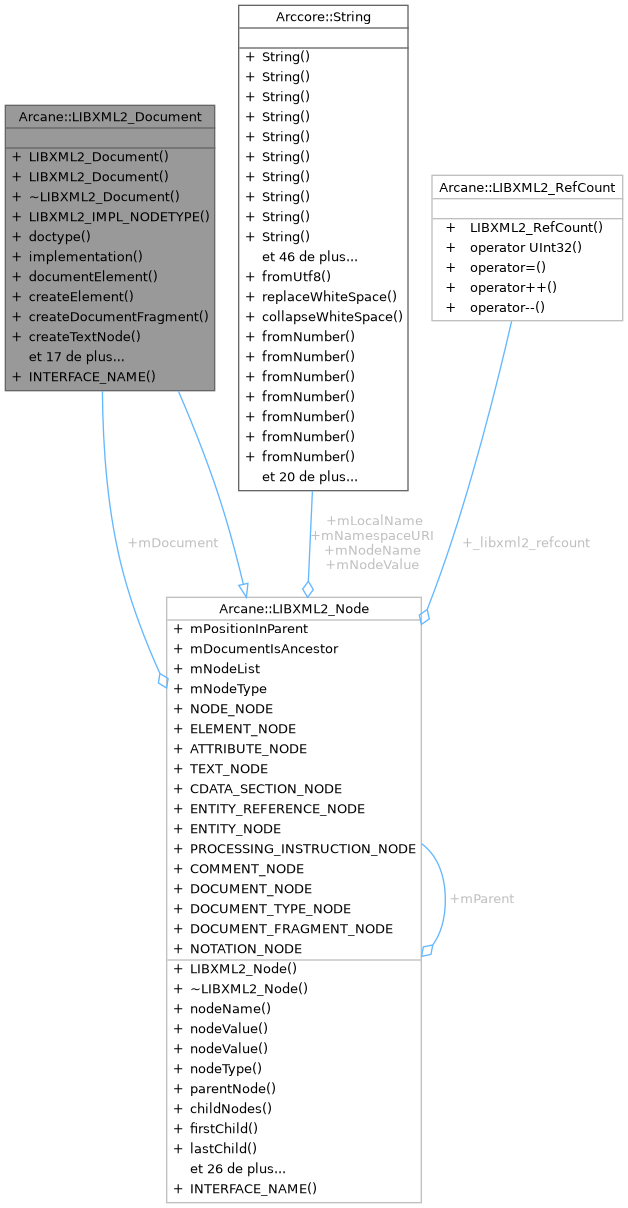 Arccore::String
+ String()
+ String()
+ String()
+ String()
+ String()
+ String()
+ String()
+ String()
+ String()
+ String()
et 46 de plus...
+ fromUtf8()
+ replaceWhiteSpace()
+ collapseWhiteSpace()
+ fromNumber()
+ fromNumber()
+ fromNumber()
+ fromNumber()
+ fromNumber()
+ fromNumber()
+ fromNumber()
et 20 de plus...
Arcane::LIBXML2_Document
+ LIBXML2_Document()
+ LIBXML2_Document()
+ ~LIBXML2_Document()
+ LIBXML2_IMPL_NODETYPE()
+ doctype()
+ implementation()
+ documentElement()
+ createElement()
+ createDocumentFragment()
+ createTextNode()
et 17 de plus...
+ INTERFACE_NAME()
Arcane::LIBXML2_RefCount
+ LIBXML2_RefCount()
+ operator UInt32()
+ operator=()
+ operator++()
+ operator--()
+mDocument
+mLocalName
+mNamespaceURI
+mNodeName
+mNodeValue
+_libxml2_refcount
Arcane::LIBXML2_Node
+ mPositionInParent
+ mDocumentIsAncestor
+ mNodeList
+ mNodeType
+ NODE_NODE
+ ELEMENT_NODE
+ ATTRIBUTE_NODE
+ TEXT_NODE
+ CDATA_SECTION_NODE
+ ENTITY_REFERENCE_NODE
+ ENTITY_NODE
+ PROCESSING_INSTRUCTION_NODE
+ COMMENT_NODE
+ DOCUMENT_NODE
+ DOCUMENT_TYPE_NODE
+ DOCUMENT_FRAGMENT_NODE
+ NOTATION_NODE
+ LIBXML2_Node()
+ ~LIBXML2_Node()
+ nodeName()
+ nodeValue()
+ nodeValue()
+ nodeType()
+ parentNode()
+ childNodes()
+ firstChild()
+ lastChild()
et 26 de plus...
+ INTERFACE_NAME()
+mParent